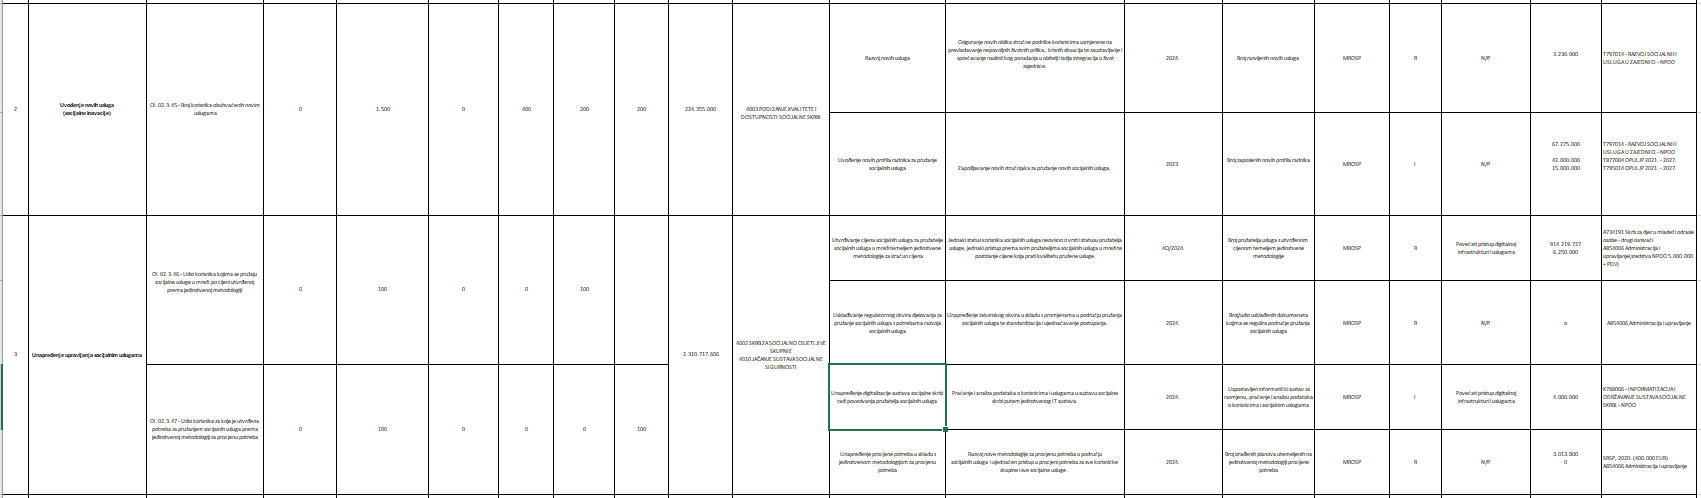 2
Uvođenje novih usluga
(socijalne inovacije)
OI.02.3.45 - Broj korisnika obuhvaćenih novim
uslugama
0
1.500
0
400
200
200
224.355.000
4003 PODIZANJE KVALITETE I
DOSTUPNOSTI SOCIJALNE SKRBI
Razvoj novih usluga
Osiguranje novih oblika stručne podrške korisnicima usmjerene na
prevladavanje nepovoljnih životnih prilika, kriznih situacija te zaustavljanje i
sprečavanje nasilničkog ponašanja u obitelji i bolja integracija u život
zajednice.
2024.
Broj razvijenih novih usluga
MROSP
R
N/P
3.230.000
T797014 - RAZVOJ SOCIJALNIH
USLUGA U ZAJEDNICI - NPOO
Uvođenje novih profila radnika za pružanje
socijalnih usluga
Zapošljavanje novih stručnjaka za pružanje novih socijalnih usluga.
2023.
Broj zaposlenih novih profila radnika
MROSP
I
N/P
67.275.000
42.000.000
15.000.000
T797014 - RAZVOJ SOCIJALNIH
USLUGA U ZAJEDNICI - NPOO
T877004 OPULJP 2021. - 2027.
T795014 OPULJP 2021. - 2027.
3
Unapređenje upravljanja socijalnim uslugama
OI.02.3.46 - Udio korisnika kojima se pružaju
socijalne usluge u mreži po cijeni utvrđenoj
prema jedinstvenoj metodologiji
0
100
0
0
100
2.310.717.606
4002 SKRB ZA SOCIJALNO OSJETLJIVE
SKUPINE
4010 JAČANJE SUSTAVA SOCIJALNE
SIGURNOSTI
Utvrđivanje cijena socijalnih usluga za pružatelje
socijalnih usluga u mreži temeljem jedinstvene
metodologije za izračun cijena
Jednaki status korisnika socijalnih usluga neovisno o vrsti i statusu pružatelja
usluge, jednaki pristup prema svim pružateljima socijalnih usluga u mreži te
postizanje cijene koja prati kvalitetu pružene usluge.
4Q/2024.
Broj pružatelja usluga s utvrđenom
cijenom temeljem jedinstvene
metodologije
MROSP
R
Povećati pristup digitalnoj
infrastrukturi i uslugama
914.219.727
6.250.000
A734191 Skrb za djecu mladež i odrasle
osobe - drugi osnivači
A854006 Administracija i
upravljanje(sredstva NPOO 5.000.000
+ PDV)
Usklađivanje regulatornog okvira djelovanja za
pružanje socijalnih usluga s potrebama razvoja
socijalnih usluga
Unapređenje zakonskog okvira u skladu s promjenama u području pružanja
socijalnih usluga te standardizacija i ujednačavanje postupanja.
2024.
Broj/udio usklađenih dokumenata
kojima se regulira područje pružanja
socijalnih usluga
MROSP
R
N/P
0
A854006 Administracija i upravljanje
OI.02.3.47 - Udio korisnika za koje je utvrđena
potreba za pružanjem socijalnih usluga prema
jedinstvenoj metodologiji za procjenu potreba
0
100
0
0
0
100
Unapređenje digitalizacije sustava socijalne skrbi
radi povezivanja pružatelja socijalnih usluga
Praćenje i analiza podataka o korisnicima i uslugama u sustavu socijalne
skrbi putem jedinstvenog IT sustava.
2024.
Uspostavljen informatički sustav za
razmjenu, praćenje i analizu podataka
o korisnicima i socijalnim uslugama
MROSP
I
Povećati pristup digitalnoj
infrastrukturi i uslugama
4.000.000
K788006 - INFORMATIZACIJA I
ODRŽAVANJE SUSTAVA SOCIJALNE
SKRBI - NPOO
Unapređenje procjene potreba u skladu s
jedinstvenom metodologijom za procjenu
potreba
Razvoj nove metodologije za procjenu potreba u području
socijalnih usluga i ujednačen pristup u procjeni potreba za sve korisničke
skupine i sve socijalne usluge.
2024.
Broj izrađenih planova utemeljenih na
jedinstvenoj metodologiji procjene
potreba
MROSP
R
N/P
3.013.800
0
SRSP, 2020. (400.000 EUR)
A854006 Administracija i upravljanje